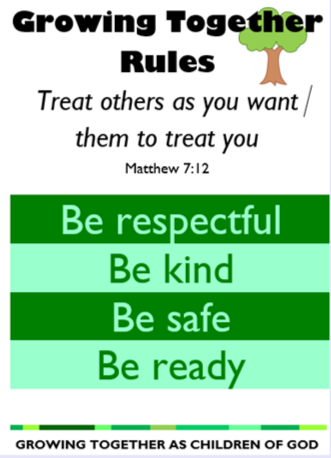 Growing Together
Rules
Treat others as you want
them to treat you
Matthew 7:12
Be respectful
Be kind
Be safe
Be ready
GROWING TOGETHER AS CHILDREN OF GOD